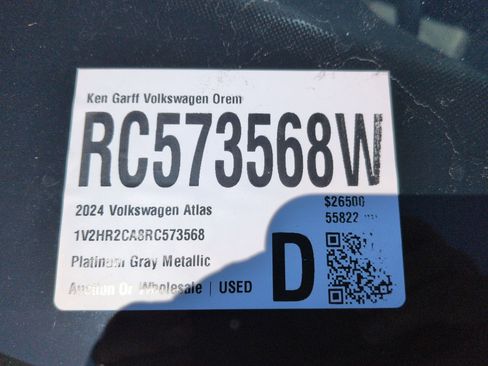 Ken Garff Volkswagen Orem
RC573568W
2024 Volkswagen Atlas
$26500
1V2HR2CA8RC573568
55822
Platinum Gray Metallic
D
Auction Or Wholesale | USED